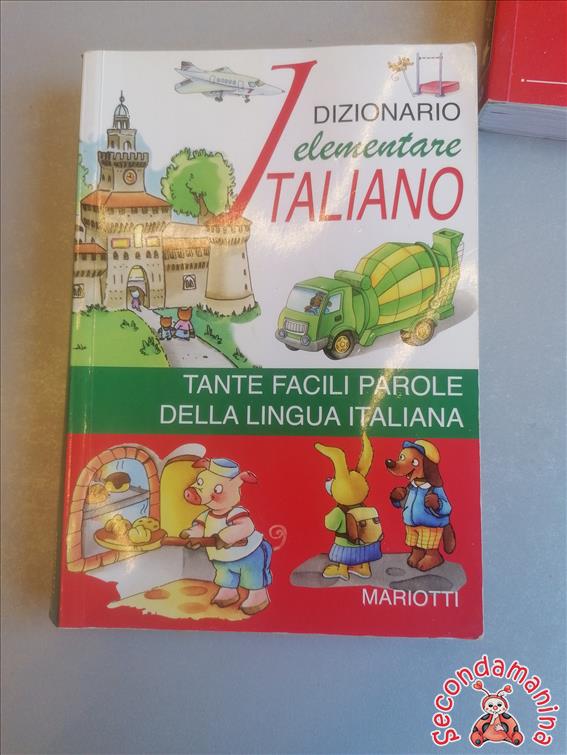 DIZIONARIO
elementare
ITALIANO
TANTE FACILI PAROLE
DELLA LINGUA ITALIANA
MARIOTTI
secondamanina